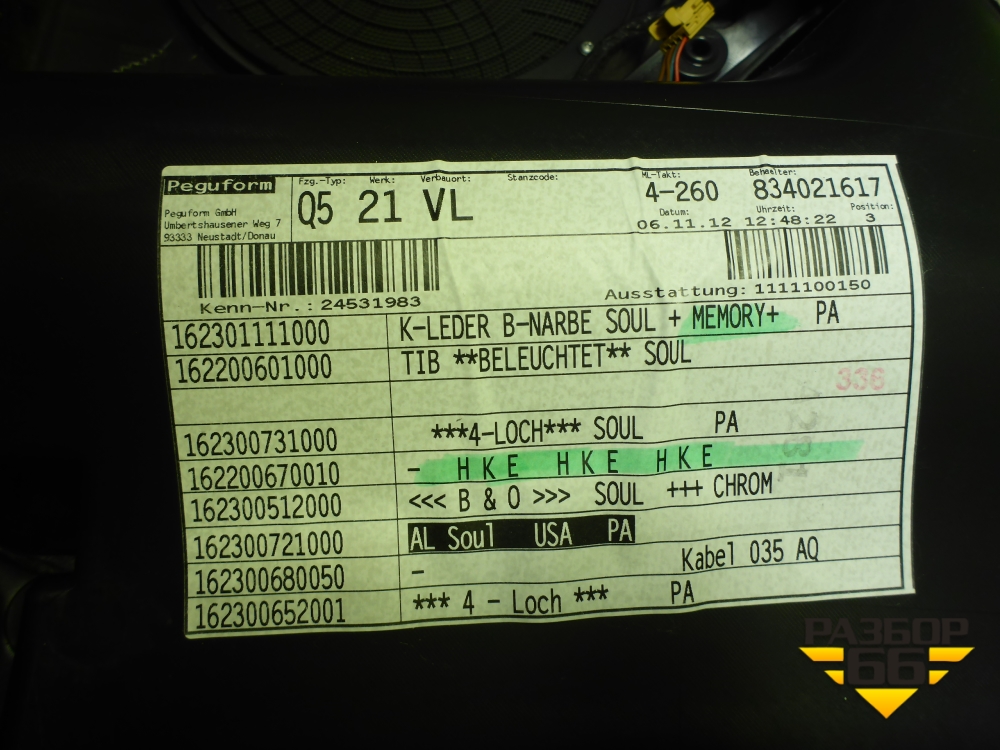 Peguform
Fzg.-Typ: Werk: Verbauort: Stanzcode: ML-Takt: Behaelter:
Q5 21 VL 4-260 834021617
Peguform GmbH
Umbertshausener Weg 7
93333 Neustadt/Donau
Datum: Uhrzeit: Position:
06.11.12 12:48:22 3
Kenn-Nr.: 24531983 Ausstattung: 1111100150
162301111000 K-LEDER B-NARBE SOUL + MEMORY+ PA
162200601000 TIB **BELEUCHTET** SOUL
336
162300731000 ***4-LOCH*** SOUL PA
162200670010 - HKE HKE HKE
162300512000 <<< B & O >>> SOUL +++ CHROM
162300721000 AL Soul USA PA
162300680050 - Kabel 035 AQ
162300652001 *** 4 - Loch *** PA
РАЗБОР
66